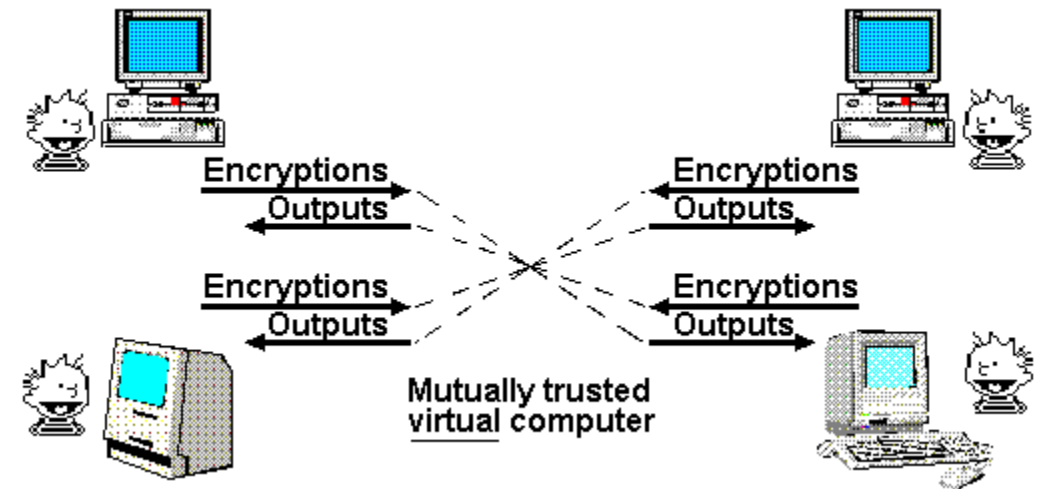 Encryptions Encryptions
Outputs Outputs
Encryptions Encryptions
Outputs Outputs
Mutually trusted
virtual computer